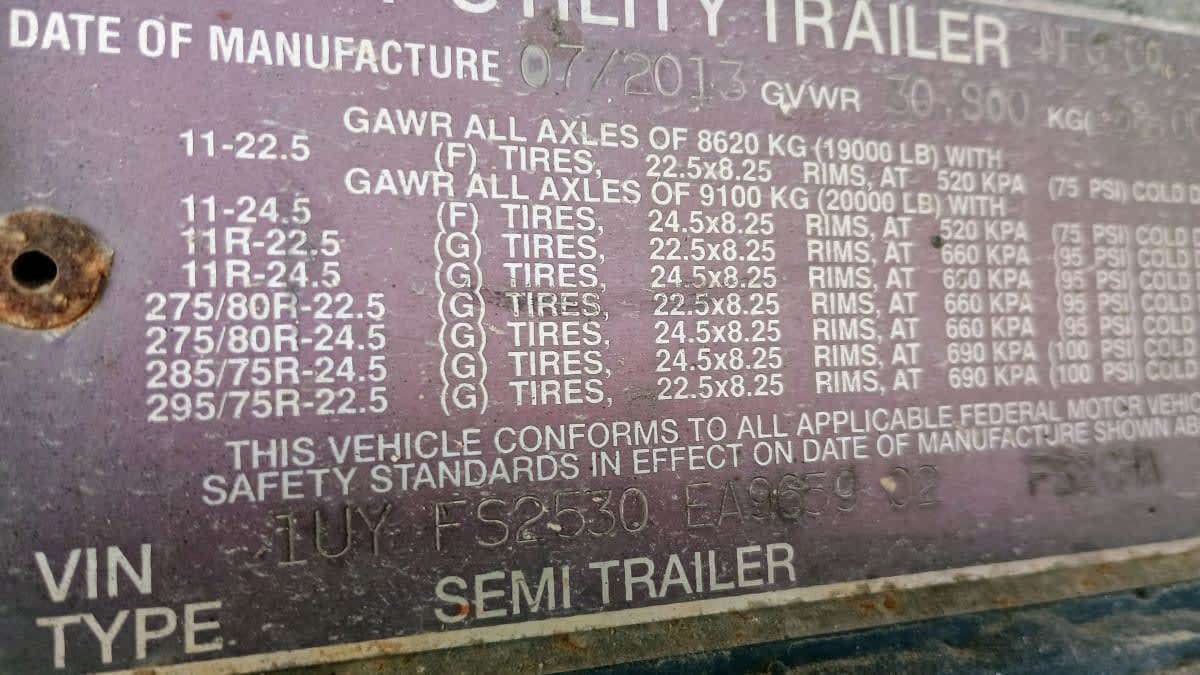 UTILITY TRAILER MFG CO.
DATE OF MANUFACTURE 07/2013 GVWR 30,900 KG(
GAWR ALL AXLES OF 8620 KG (19000 LB) WITH
11-22.5 (F) TIRES, 22.5x8.25 RIMS, AT 520 KPA (75 PSI) COLD
GAWR ALL AXLES OF 9100 KG (20000 LB) WITH
11-24.5 (F) TIRES, 24.5x8.25 RIMS, AT 520 KPA (75 PSI) COLD
11R-22.5 (G) TIRES, 22.5x8.25 RIMS, AT 660 KPA (95 PSI) COLD
11R-24.5 (G) TIRES, 24.5x8.25 RIMS, AT 660 KPA (95 PSI) COLD
275/80R-22.5 (G) TIRES, 22.5x8.25 RIMS, AT 660 KPA (95 PSI) COLD
275/80R-24.5 (G) TIRES, 24.5x8.25 RIMS, AT 660 KPA (95 PSI) COLD
285/75R-24.5 (G) TIRES, 24.5x8.25 RIMS, AT 690 KPA (100 PSI) COLD
295/75R-22.5 (G) TIRES, 22.5x8.25 RIMS, AT 690 KPA (100 PSI) COLD
THIS VEHICLE CONFORMS TO ALL APPLICABLE FEDERAL MOTOR VEHI
SAFETY STANDARDS IN EFFECT ON DATE OF MANUFACTURE SHOWN AB
VIN 1UY FS2530 EA9659 02
TYPE SEMI TRAILER